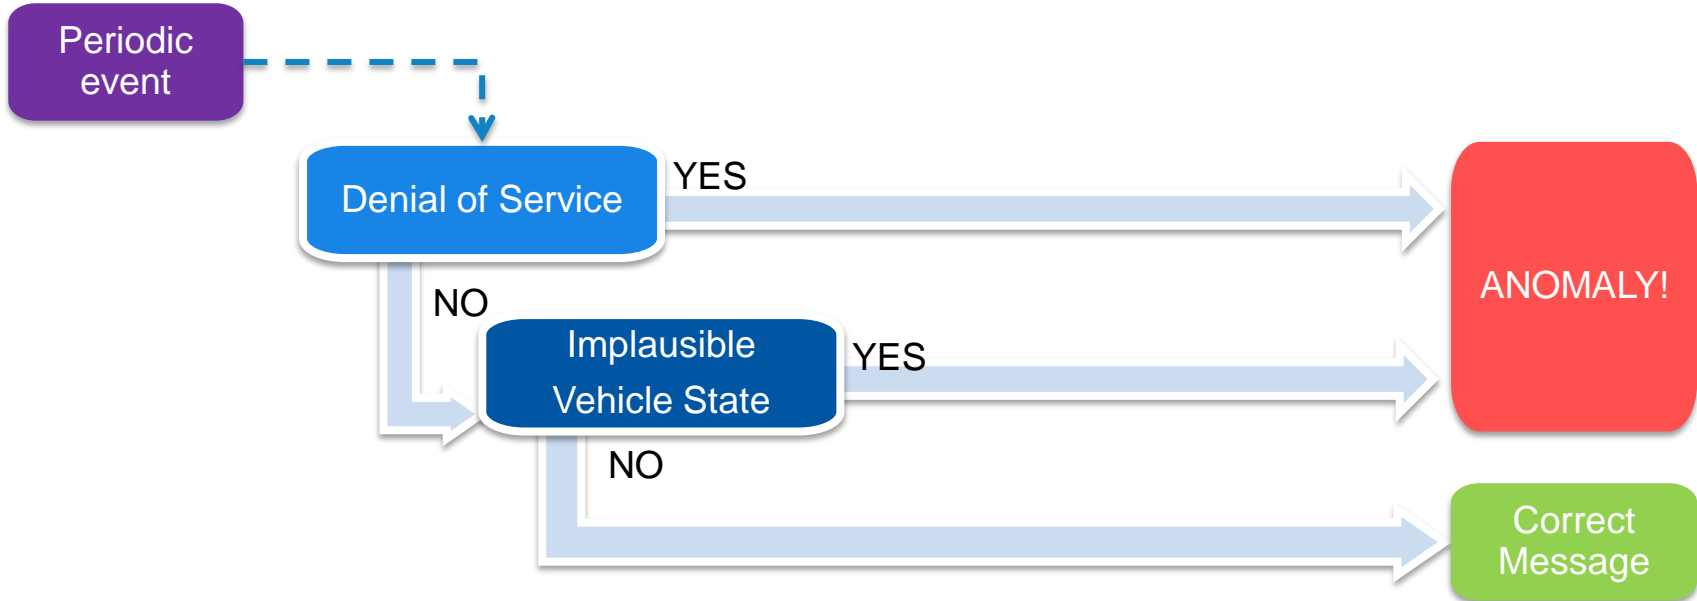 Periodic
event
Denial of Service
YES
NO
Implausible
Vehicle State
YES
NO
ANOMALY!
Correct
Message